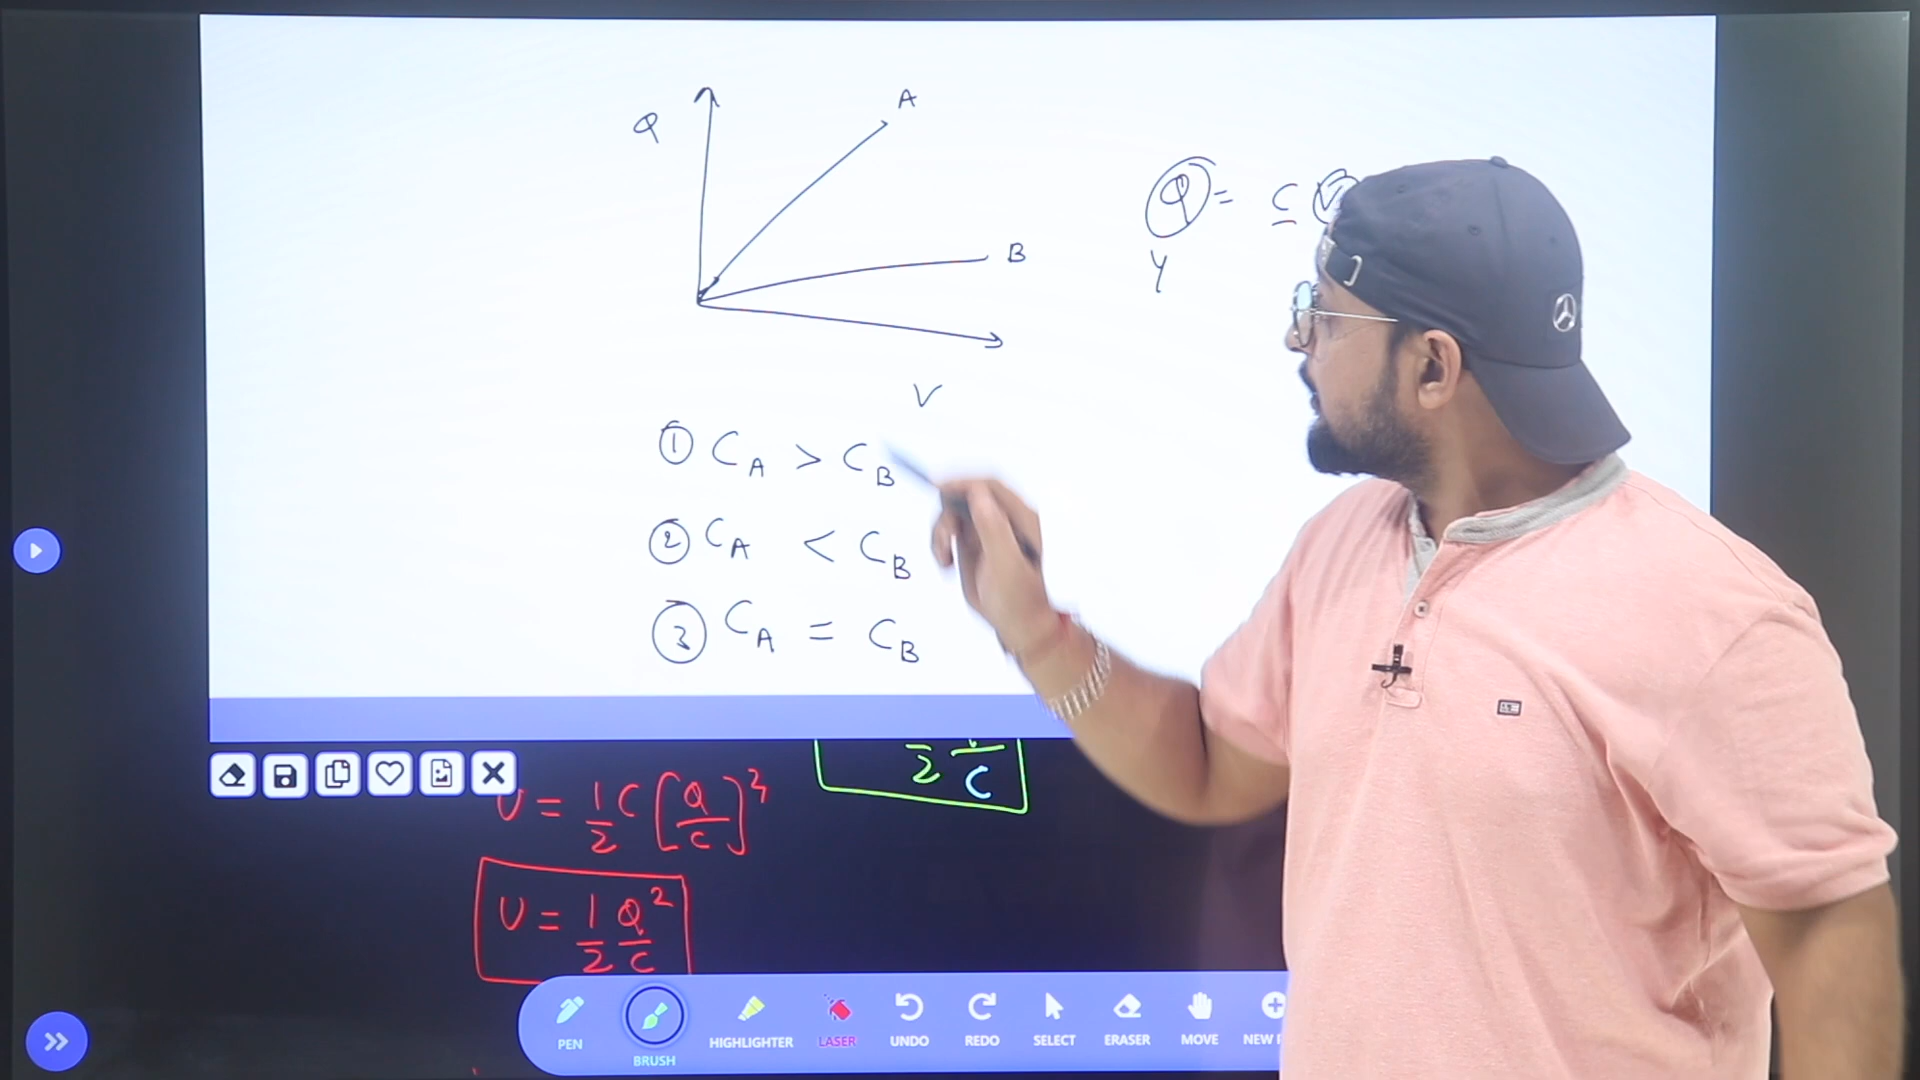 A
Q
Q = C V
B
Y
V
① C_A > C_B
② C_A < C_B
③ C_A = C_B
2 C
U = 1/2 C [Q/C]²
U = 1/2 Q²/C
PEN
BRUSH
HIGHLIGHTER
LASER
UNDO
REDO
SELECT
ERASER
MOVE
NEW